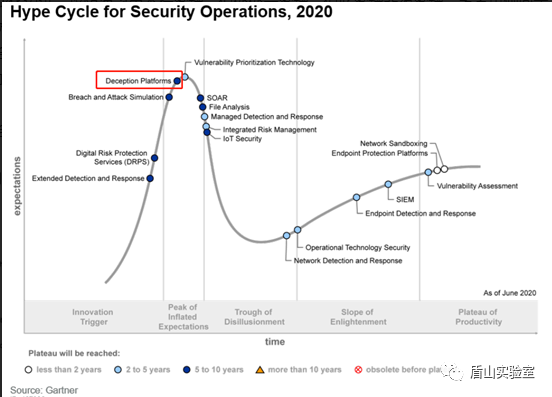 Hype Cycle for Security Operations, 2020
expectations
Vulnerability Prioritization Technology
Deception Platforms
Breach and Attack Simulation
SOAR
File Analysis
Managed Detection and Response
Integrated Risk Management
IoT Security
Digital Risk Protection
Services (DRPS)
Extended Detection and Response
Network Sandboxing
Endpoint Protection Platforms
Vulnerability Assessment
SIEM
Endpoint Detection and Response
Operational Technology Security
Network Detection and Response
As of June 2020
Innovation
Trigger
Peak of
Inflated
Expectations
Trough of
Disillusionment
Slope of
Enlightenment
Plateau of
Productivity
time
Plateau will be reached:
less than 2 years
2 to 5 years
5 to 10 years
more than 10 years
obsolete before
盾山实验室
Source: Gartner